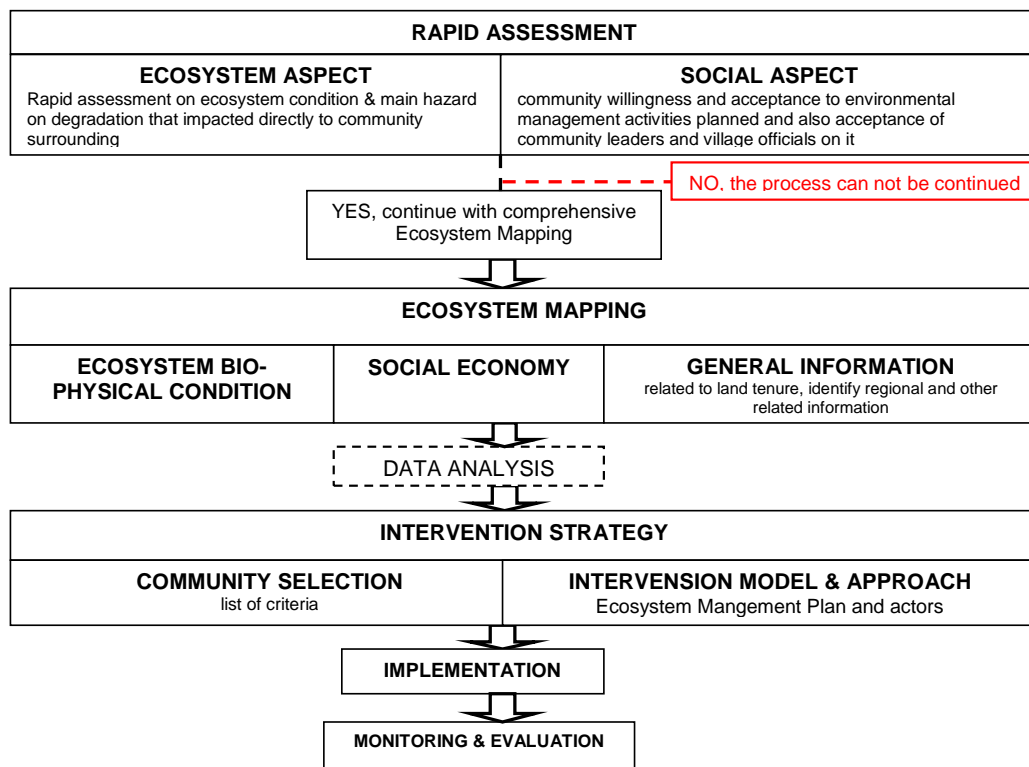 RAPID ASSESSMENT
ECOSYSTEM ASPECT
Rapid assessment on ecosystem condition & main hazard
on degradation that impacted directly to community
surrounding
SOCIAL ASPECT
community willingness and acceptance to environmental
management activities planned and also acceptance of
community leaders and village officials on it
NO, the process can not be continued
YES, continue with comprehensive
Ecosystem Mapping
ECOSYSTEM MAPPING
ECOSYSTEM BIO-
PHYSICAL CONDITION
SOCIAL ECONOMY
GENERAL INFORMATION
related to land tenure, identify regional and other
related information
DATA ANALYSIS
INTERVENTION STRATEGY
COMMUNITY SELECTION
list of criteria
INTERVENSION MODEL & APPROACH
Ecosystem Mangement Plan and actors
IMPLEMENTATION
MONITORING & EVALUATION